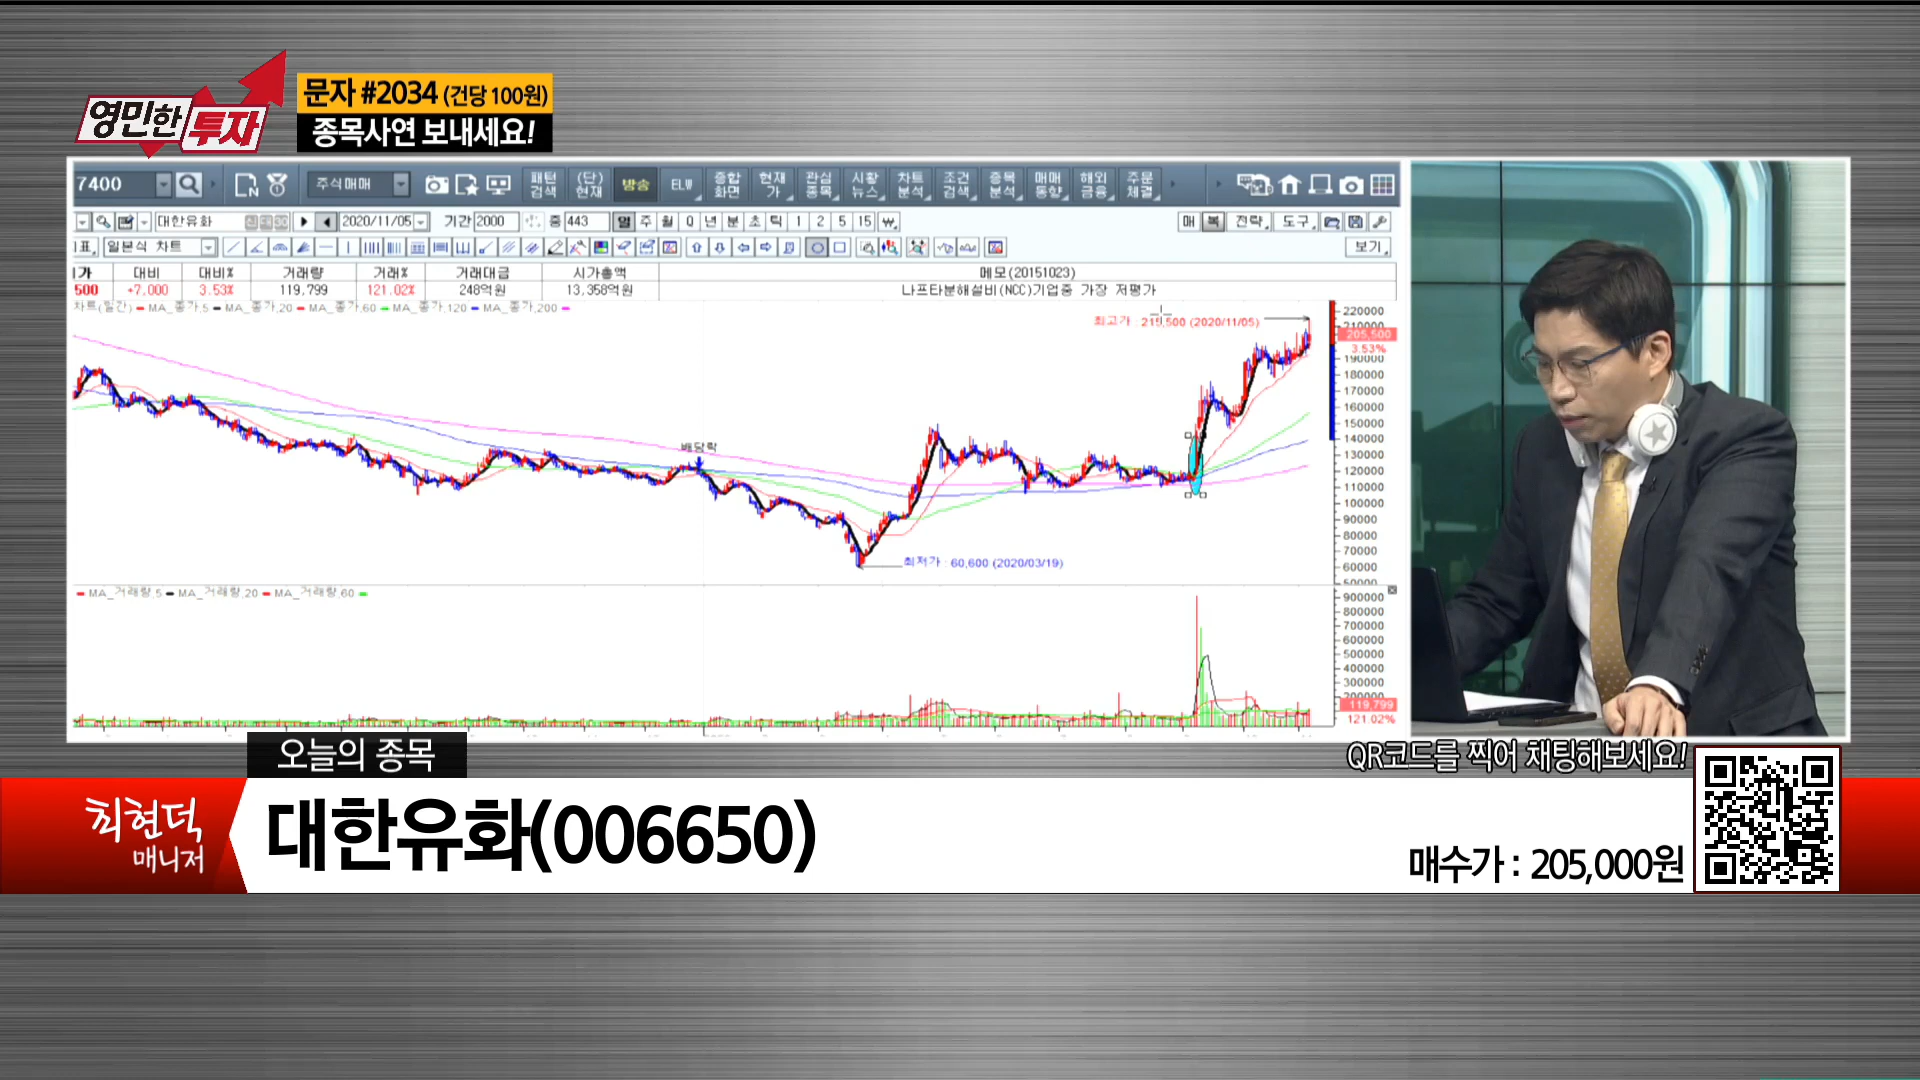 영민한
투자
문자 #2034 (건당 100원)
종목사연 보내세요!
7400
주식매매
패턴
검색
(단)
현재
방송
ELW
종합
화면
현재
가
관심
종목
시황
뉴스
차트
분석
조건
검색
종목
분석
매매
동향
해외
금융
주문
체결
대한유화
2020/11/05
기간 2000
443
일 주 월 Q 년 분 초 틱 1 2 5 15 ₩
매 복 전략 도구
일본식 차트
보기
가 대비 대비% 거래량 거래% 거래대금 시가총액 메모(20151023)
500 +7,000 3.53% 119,799 121.02% 248억원 13,358억원 나프타분해설비(NCC)기업중 가장 저평가
차트(일간) MA_종가,5 MA_종가,20 MA_종가,60 MA_종가,120 MA_종가,200
최고가 : 215,500 (2020/11/05)
배당락
최저가 : 60,600 (2020/03/19)
220000
210000
205,500
3.53%
190000
180000
170000
160000
150000
140000
130000
120000
110000
100000
90000
80000
70000
60000
50000
MA_거래량,5 MA_거래량,20 MA_거래량,60
900000
800000
700000
600000
500000
400000
300000
200000
119,799
121.02%
오늘의 종목
QR코드를 찍어 채팅해보세요!
최현덕
매니저
대한유화(006650)
매수가 : 205,000원